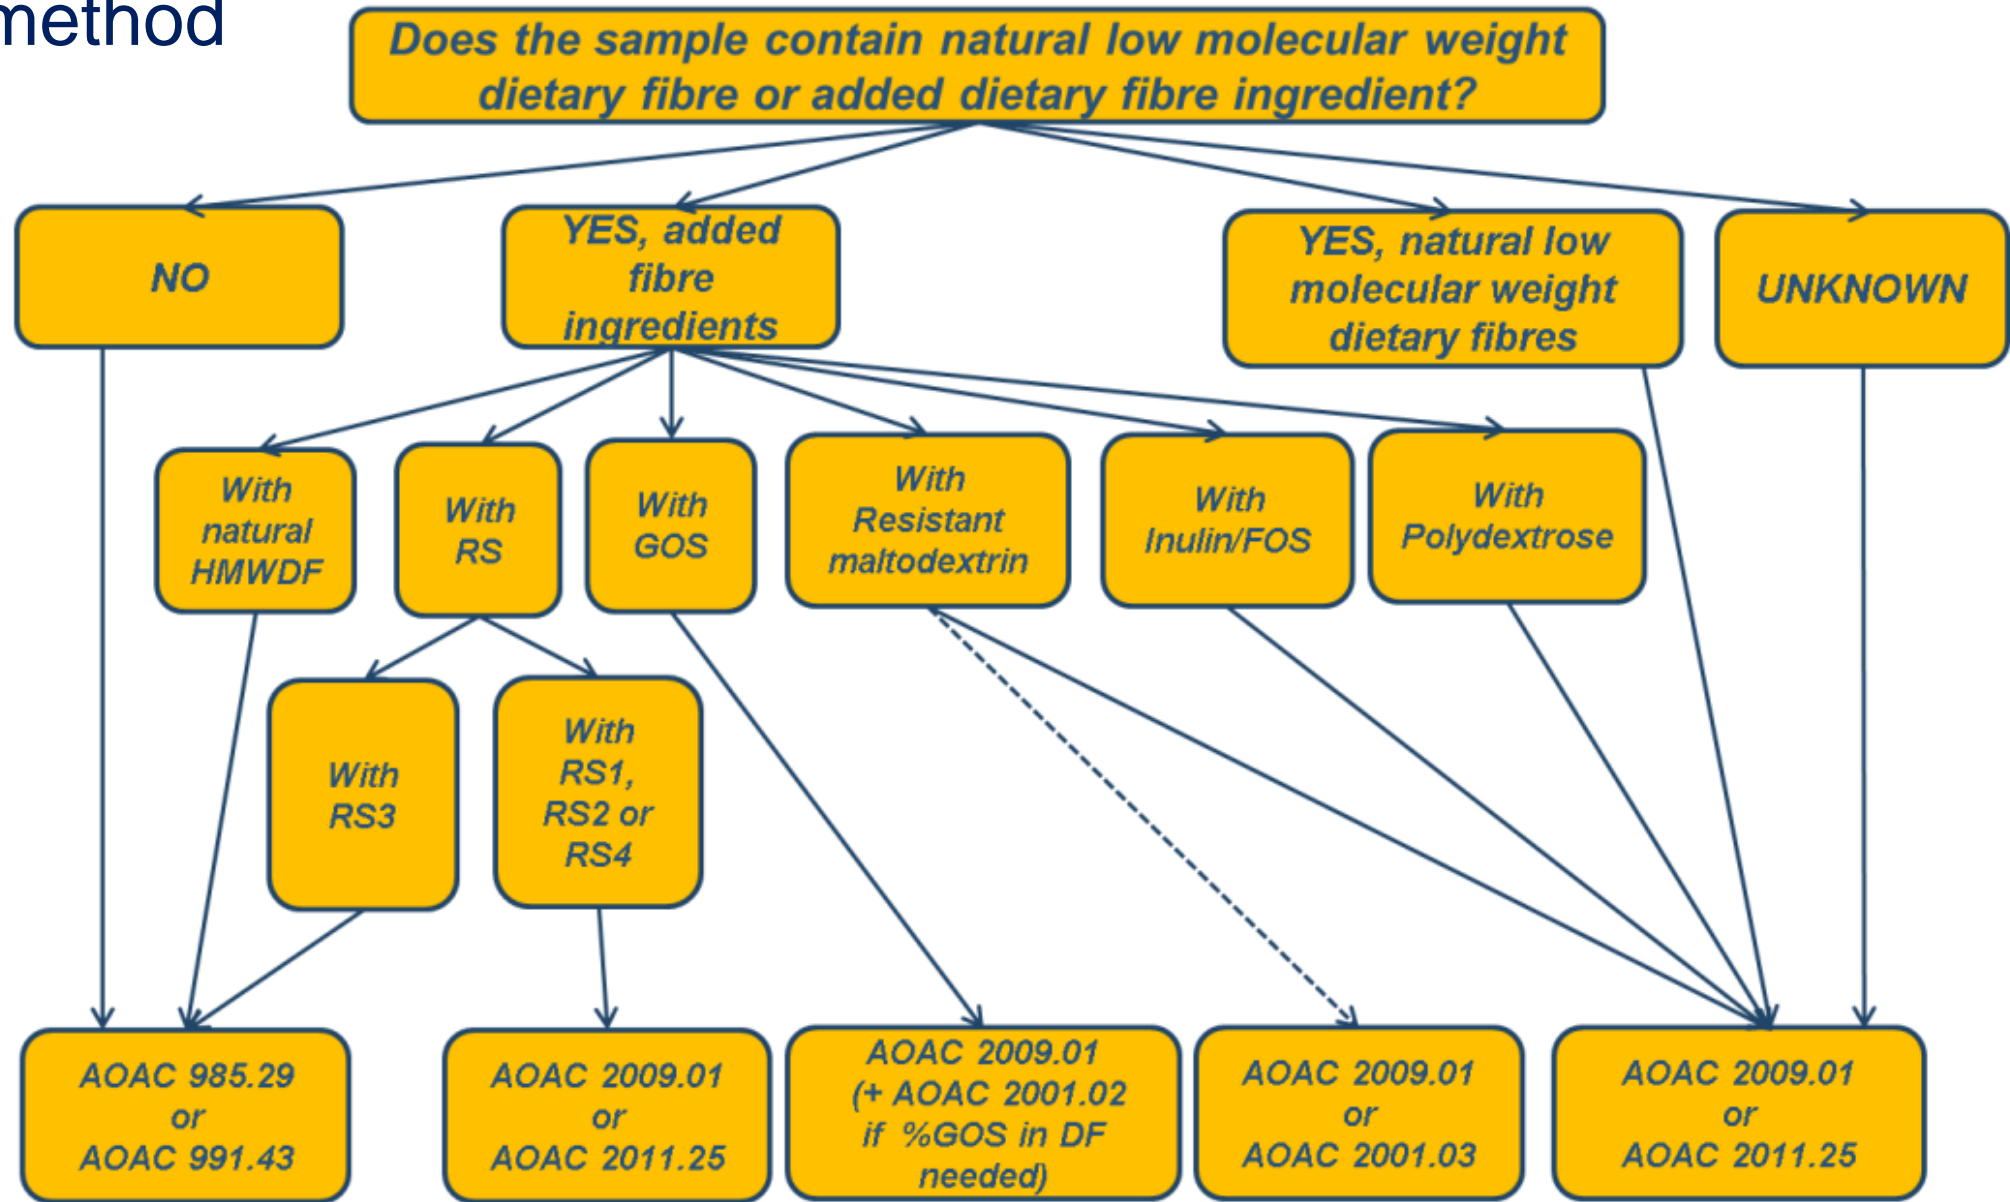 method
Does the sample contain natural low molecular weight
dietary fibre or added dietary fibre ingredient?
NO
YES, added
fibre
ingredients
YES, natural low
molecular weight
dietary fibres
UNKNOWN
With
natural
HMWDF
With
RS
With
GOS
With
Resistant
maltodextrin
With
Inulin/FOS
With
Polydextrose
With
RS3
With
RS1,
RS2 or
RS4
AOAC 985.29
or
AOAC 991.43
AOAC 2009.01
or
AOAC 2011.25
AOAC 2009.01
(+ AOAC 2001.02
if %GOS in DF
needed)
AOAC 2009.01
or
AOAC 2001.03
AOAC 2009.01
or
AOAC 2011.25